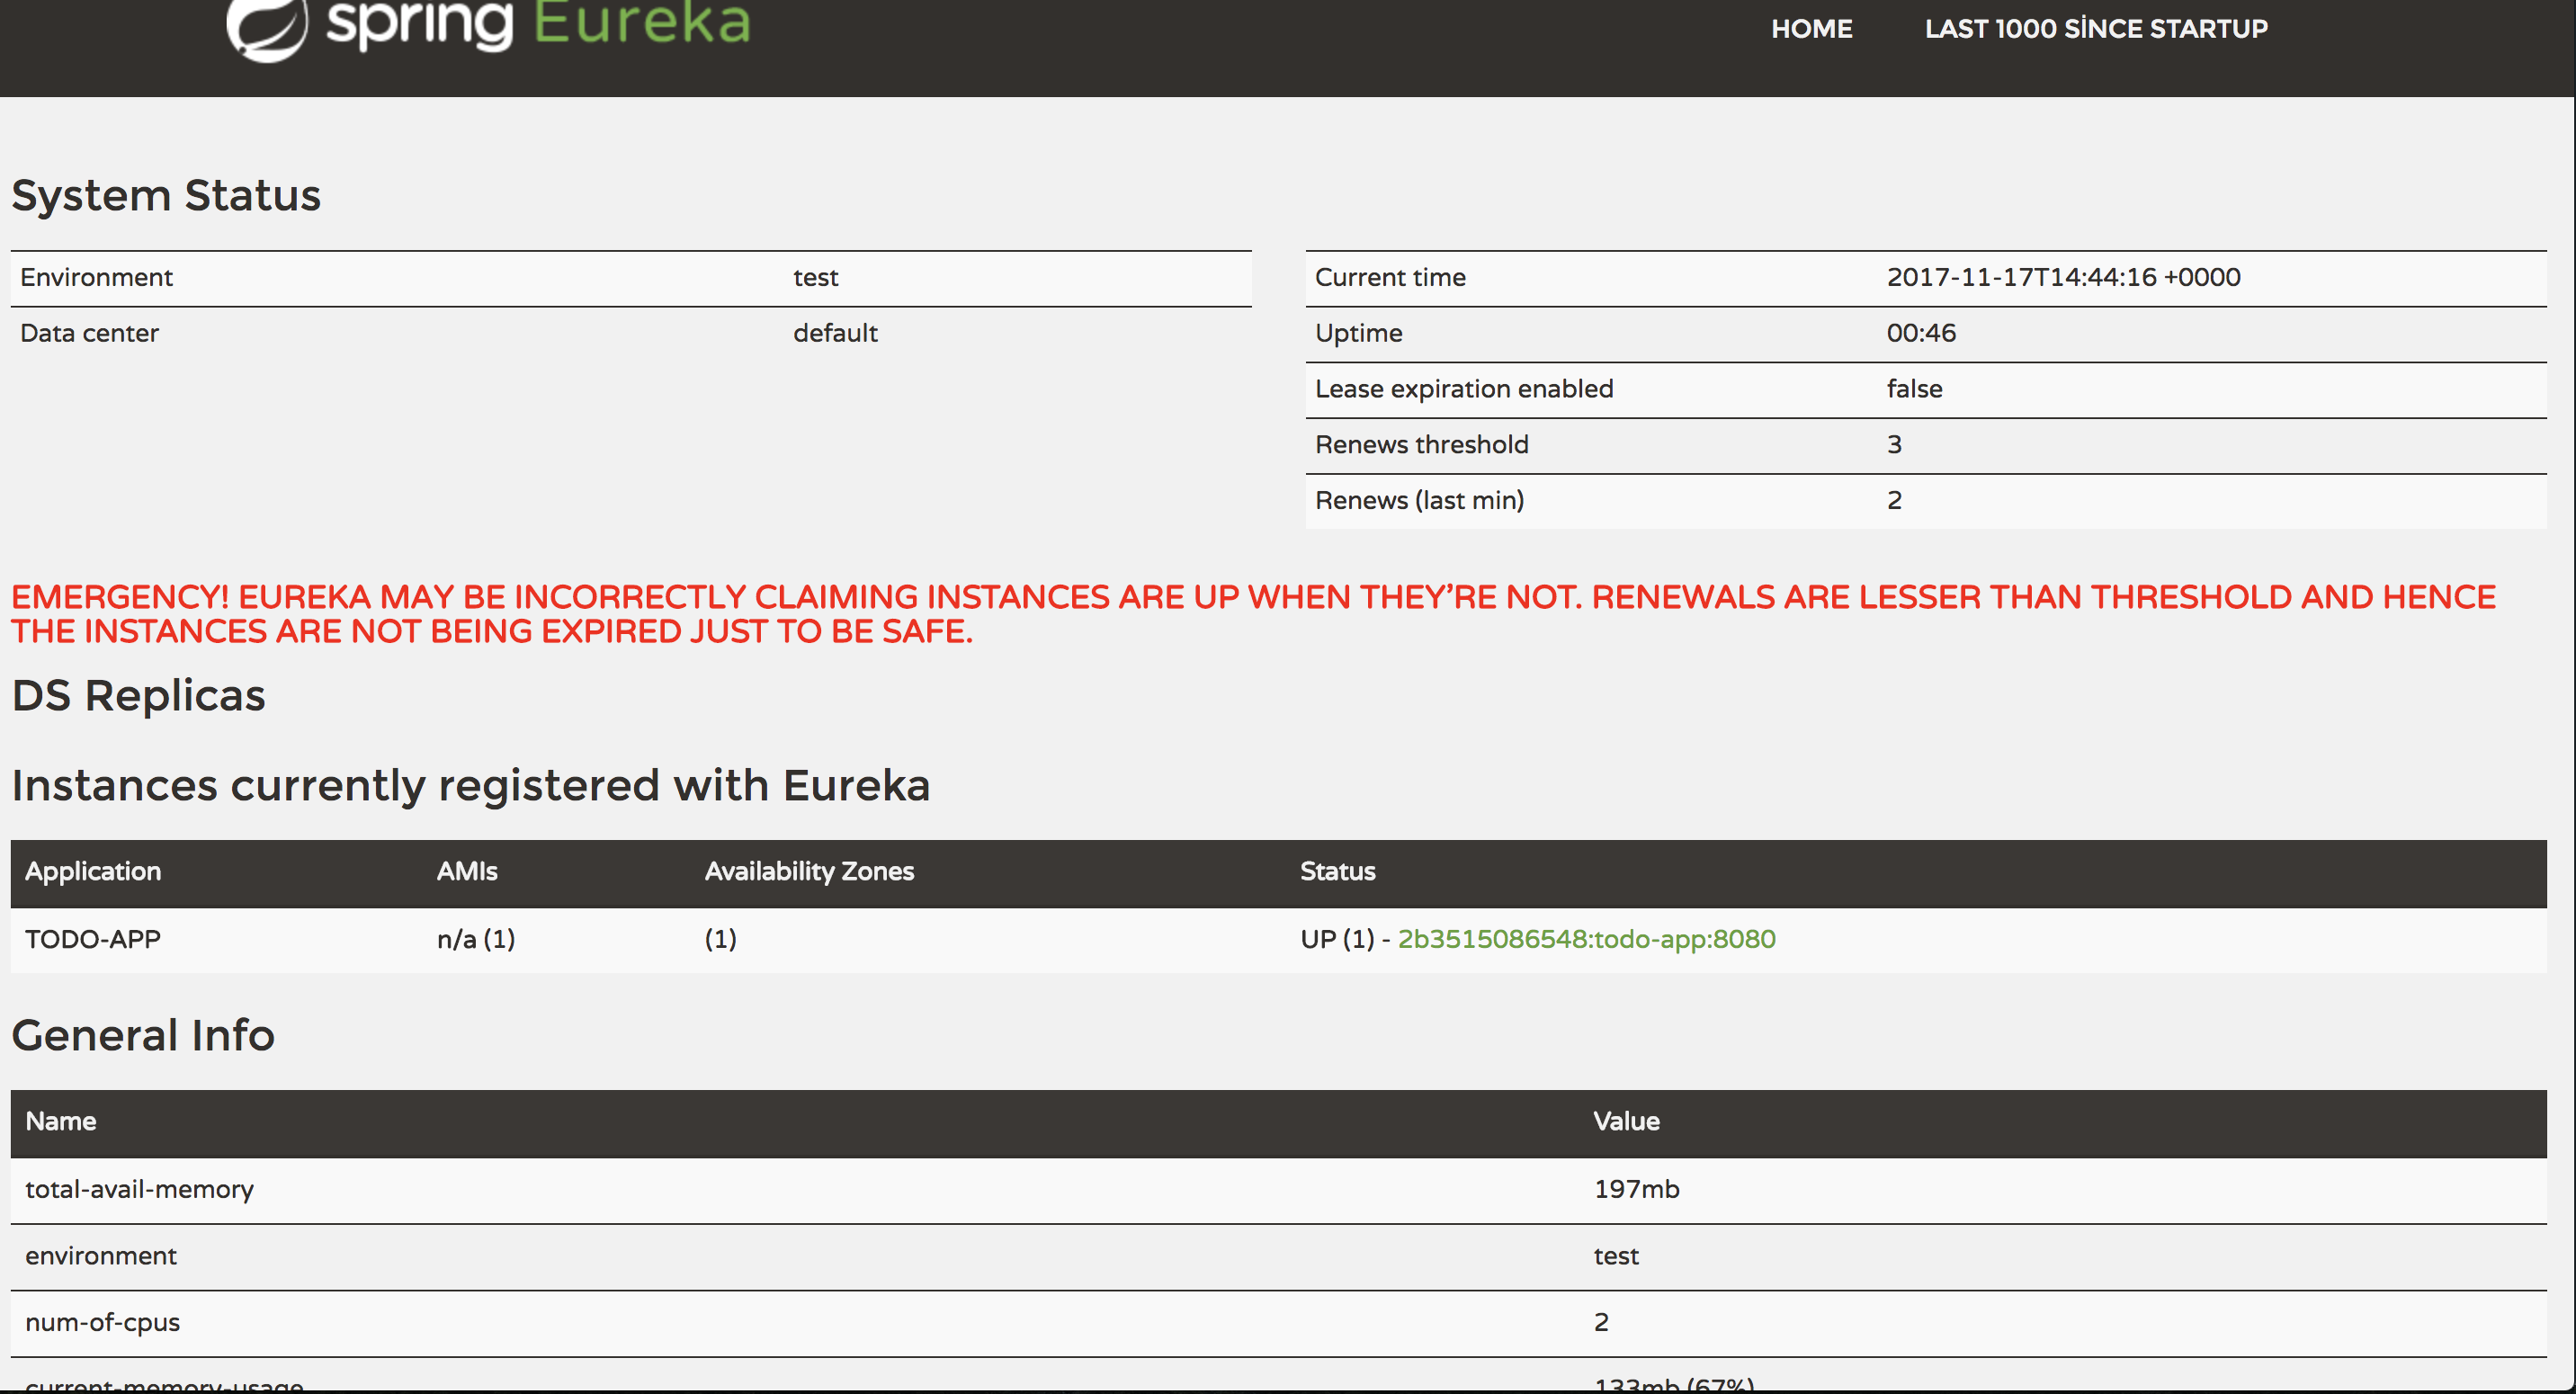 spring Eureka
HOME LAST 1000 SİNCE STARTUP
System Status
Environment test
Data center default
Current time 2017-11-17T14:44:16 +0000
Uptime 00:46
Lease expiration enabled false
Renews threshold 3
Renews (last min) 2
EMERGENCY! EUREKA MAY BE INCORRECTLY CLAIMING INSTANCES ARE UP WHEN THEY’RE NOT. RENEWALS ARE LESSER THAN THRESHOLD AND HENCE
THE INSTANCES ARE NOT BEING EXPIRED JUST TO BE SAFE.
DS Replicas
Instances currently registered with Eureka
Application AMIs Availability Zones Status
TODO-APP n/a (1) (1) UP (1) - 2b3515086548:todo-app:8080
General Info
Name Value
total-avail-memory 197mb
environment test
num-of-cpus 2
current-memory-usage 133mb (67%)